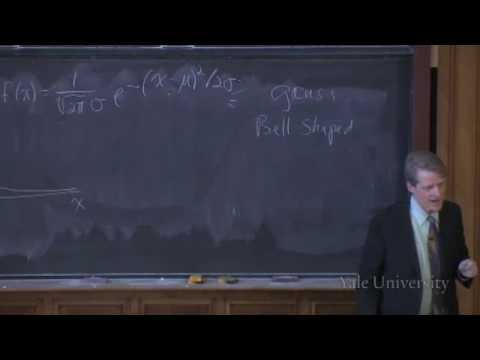 f(x) = 1/√2π σ e^-(x-μ)²/2σ
gauss
Bell Shaped
x
Yale University